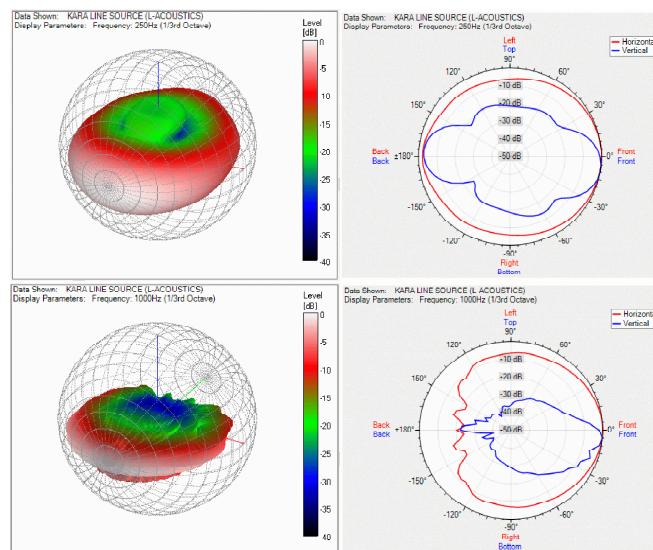 Data Shown: KARA LINE SOURCE (L-ACOUSTICS)
Display Parameters: Frequency: 250Hz (1/3rd Octave)
Level
[dB]
0
-5
-10
-15
-20
-25
-30
-35
-40
Data Shown: KARA LINE SOURCE (L-ACOUSTICS)
Display Parameters: Frequency: 250Hz (1/3rd Octave)
Horizonta
Vertical
Left
Top
90°
120°
60°
150°
30°
-10 dB
-20 dB
-30 dB
-40 dB
-50 dB
Back
Back
±180°
0°
Front
Front
-150°
-30°
-120°
-60°
-90°
Right
Bottom
Data Shown: KARA LINE SOURCE (L-ACOUSTICS)
Display Parameters: Frequency: 1000Hz (1/3rd Octave)
Level
[dB]
0
-5
-10
-15
-20
-25
-30
-35
-40
Data Shown: KARA LINE SOURCE (L-ACOUSTICS)
Display Parameters: Frequency: 1000Hz (1/3rd Octave)
Horizonta
Vertical
Left
Top
90°
120°
60°
150°
30°
-10 dB
-20 dB
-30 dB
-40 dB
-50 dB
Back
Back
±180°
0°
Front
Front
-150°
-30°
-120°
-60°
-90°
Right
Bottom